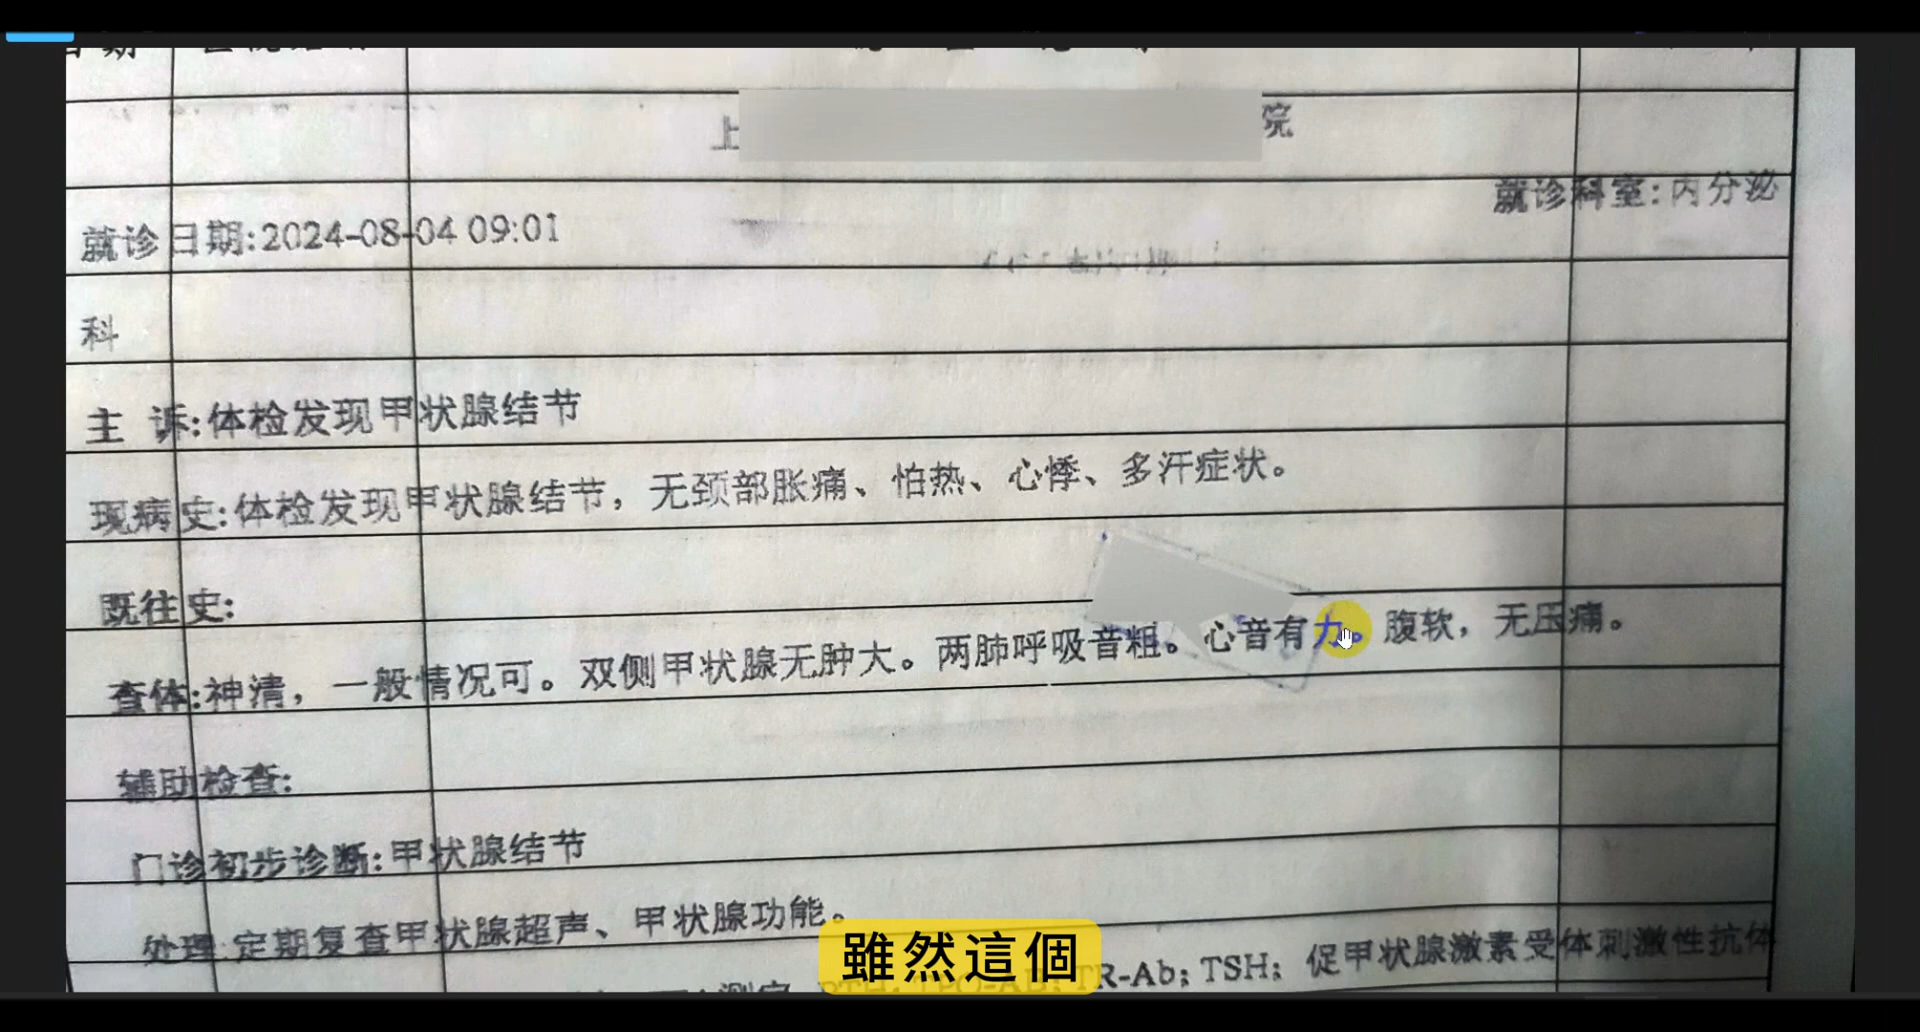 上 院
就诊科室:内分泌
就诊日期:2024-08-04 09:01
科
主 诉:体检发现甲状腺结节
现病史:体检发现甲状腺结节，无颈部胀痛、怕热、心悸、多汗症状。
既往史:
查体:神清，一般情况可。双侧甲状腺无肿大。两肺呼吸音粗。心音有力。腹软，无压痛。
辅助检查:
门诊初步诊断:甲状腺结节
处理:定期复查甲状腺超声、甲状腺功能。
TR-Ab; TSH; 促甲状腺激素受体刺激性抗体
雖然這個